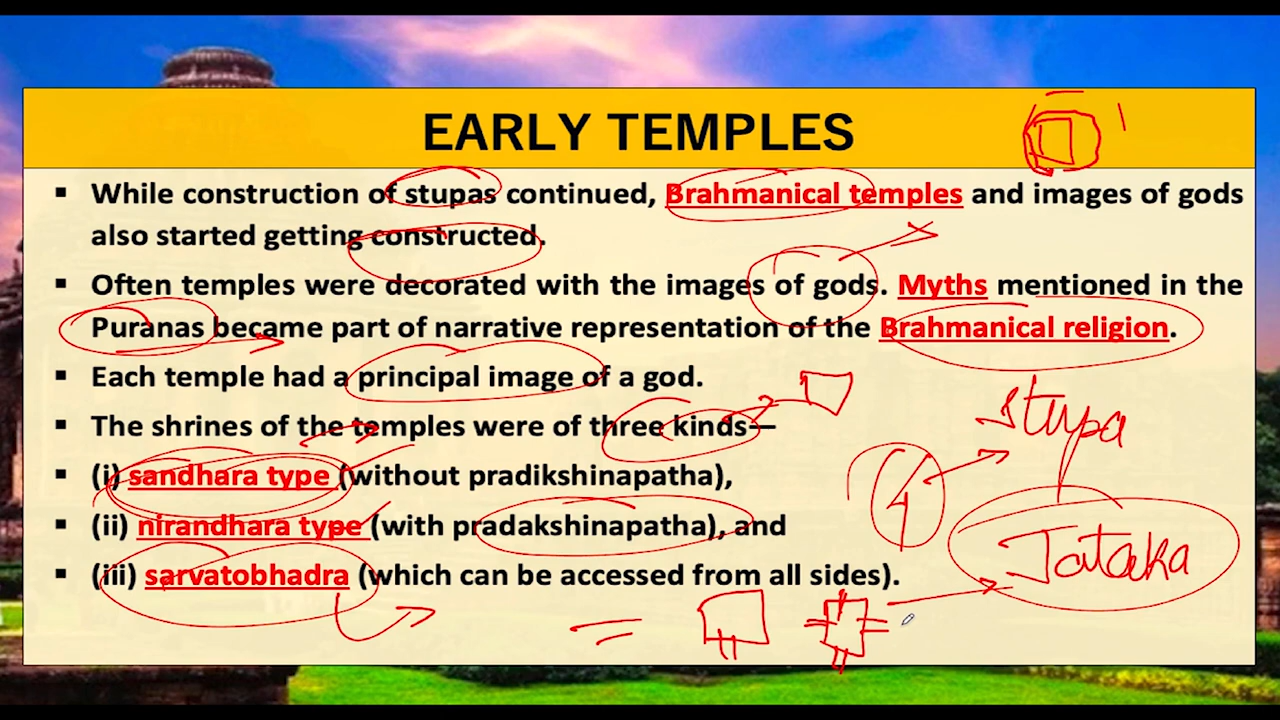 EARLY TEMPLES
▪ While construction of stupas continued, Brahmanical temples and images of gods
also started getting constructed.
▪ Often temples were decorated with the images of gods. Myths mentioned in the
Puranas became part of narrative representation of the Brahmanical religion.
▪ Each temple had a principal image of a god.
▪ The shrines of the temples were of three kinds—
▪ (i) sandhara type (without pradikshinapatha),
▪ (ii) nirandhara type (with pradakshinapatha), and
▪ (iii) sarvatobhadra (which can be accessed from all sides).
Stupa
4
Jataka